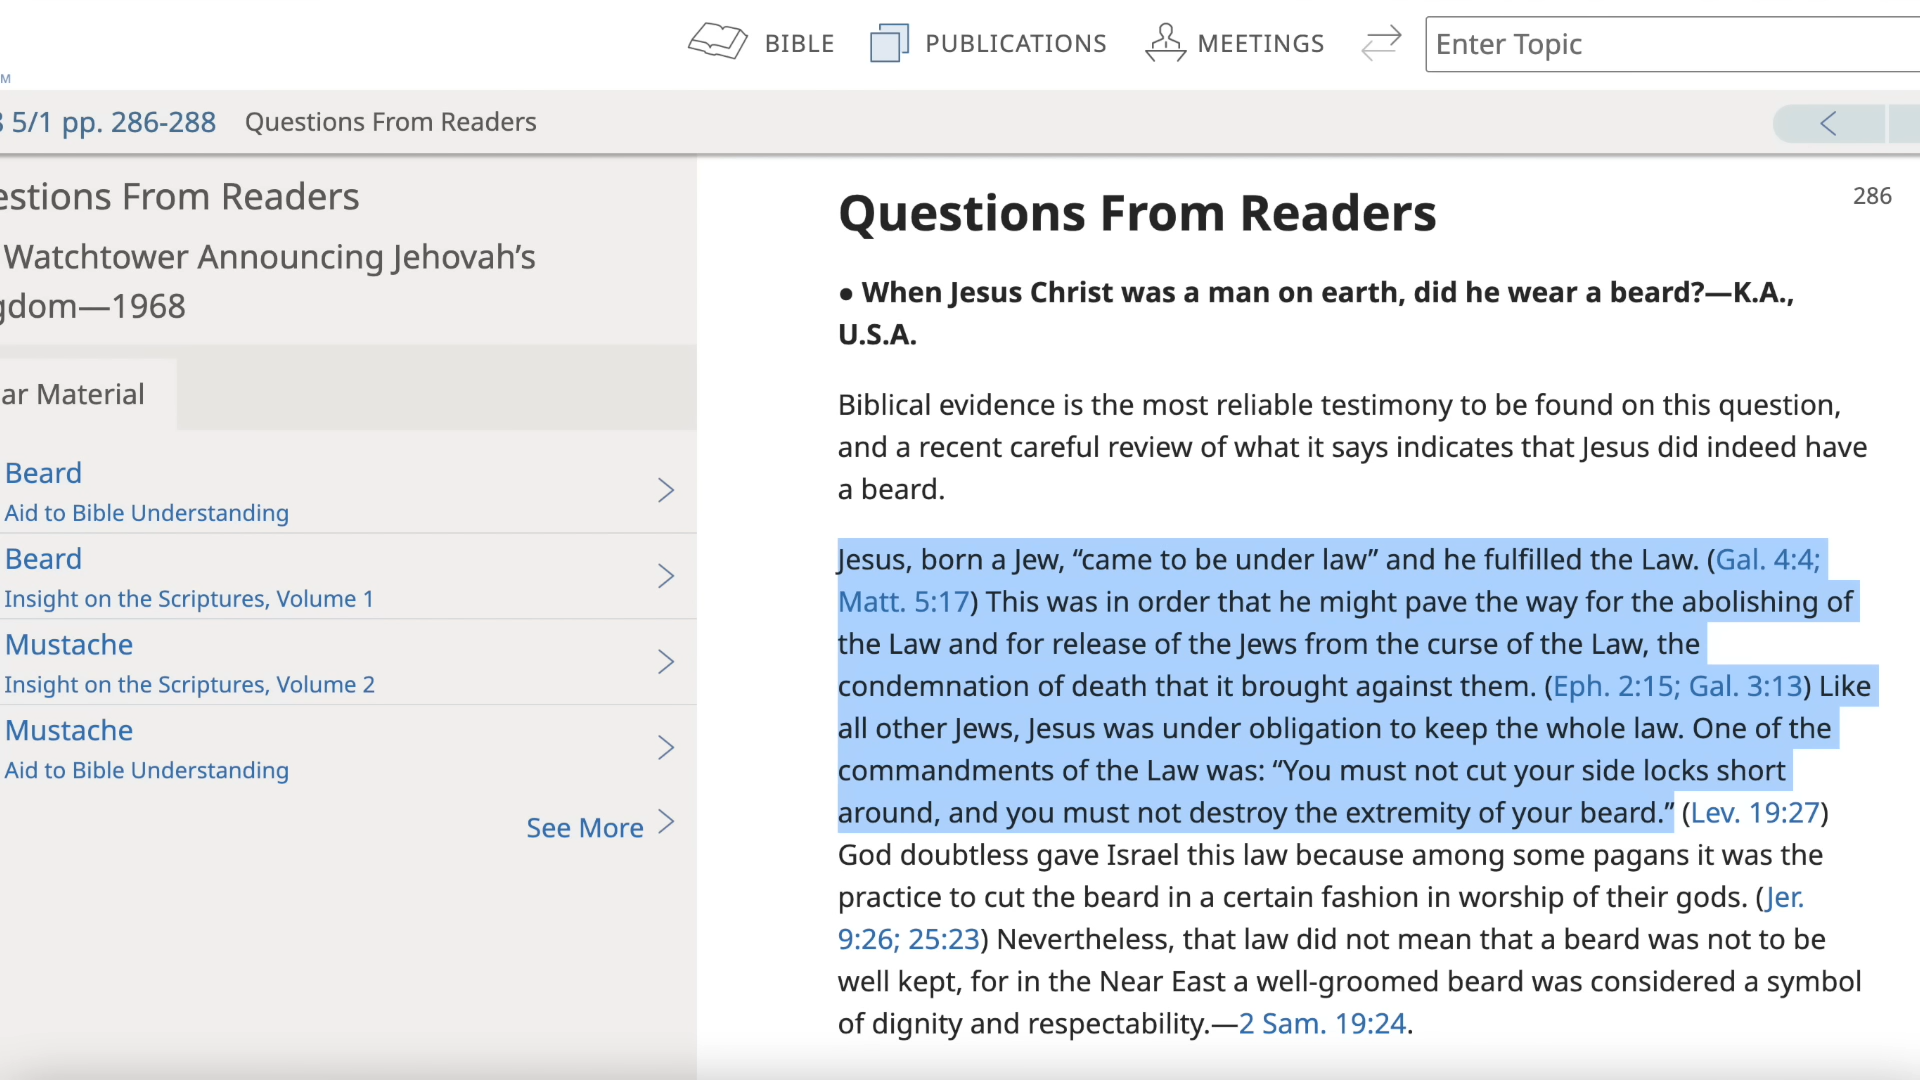 BIBLE PUBLICATIONS MEETINGS Enter Topic
M
5/1 pp. 286-288 Questions From Readers
estions From Readers
Watchtower Announcing Jehovah’s
gdom—1968
ar Material
Beard
Aid to Bible Understanding
Beard
Insight on the Scriptures, Volume 1
Mustache
Insight on the Scriptures, Volume 2
Mustache
Aid to Bible Understanding
See More
286
Questions From Readers
● When Jesus Christ was a man on earth, did he wear a beard?—K.A.,
U.S.A.
Biblical evidence is the most reliable testimony to be found on this question,
and a recent careful review of what it says indicates that Jesus did indeed have
a beard.
Jesus, born a Jew, “came to be under law” and he fulfilled the Law. (Gal. 4:4;
Matt. 5:17) This was in order that he might pave the way for the abolishing of
the Law and for release of the Jews from the curse of the Law, the
condemnation of death that it brought against them. (Eph. 2:15; Gal. 3:13) Like
all other Jews, Jesus was under obligation to keep the whole law. One of the
commandments of the Law was: “You must not cut your side locks short
around, and you must not destroy the extremity of your beard.” (Lev. 19:27)
God doubtless gave Israel this law because among some pagans it was the
practice to cut the beard in a certain fashion in worship of their gods. (Jer.
9:26; 25:23) Nevertheless, that law did not mean that a beard was not to be
well kept, for in the Near East a well-groomed beard was considered a symbol
of dignity and respectability.—2 Sam. 19:24.